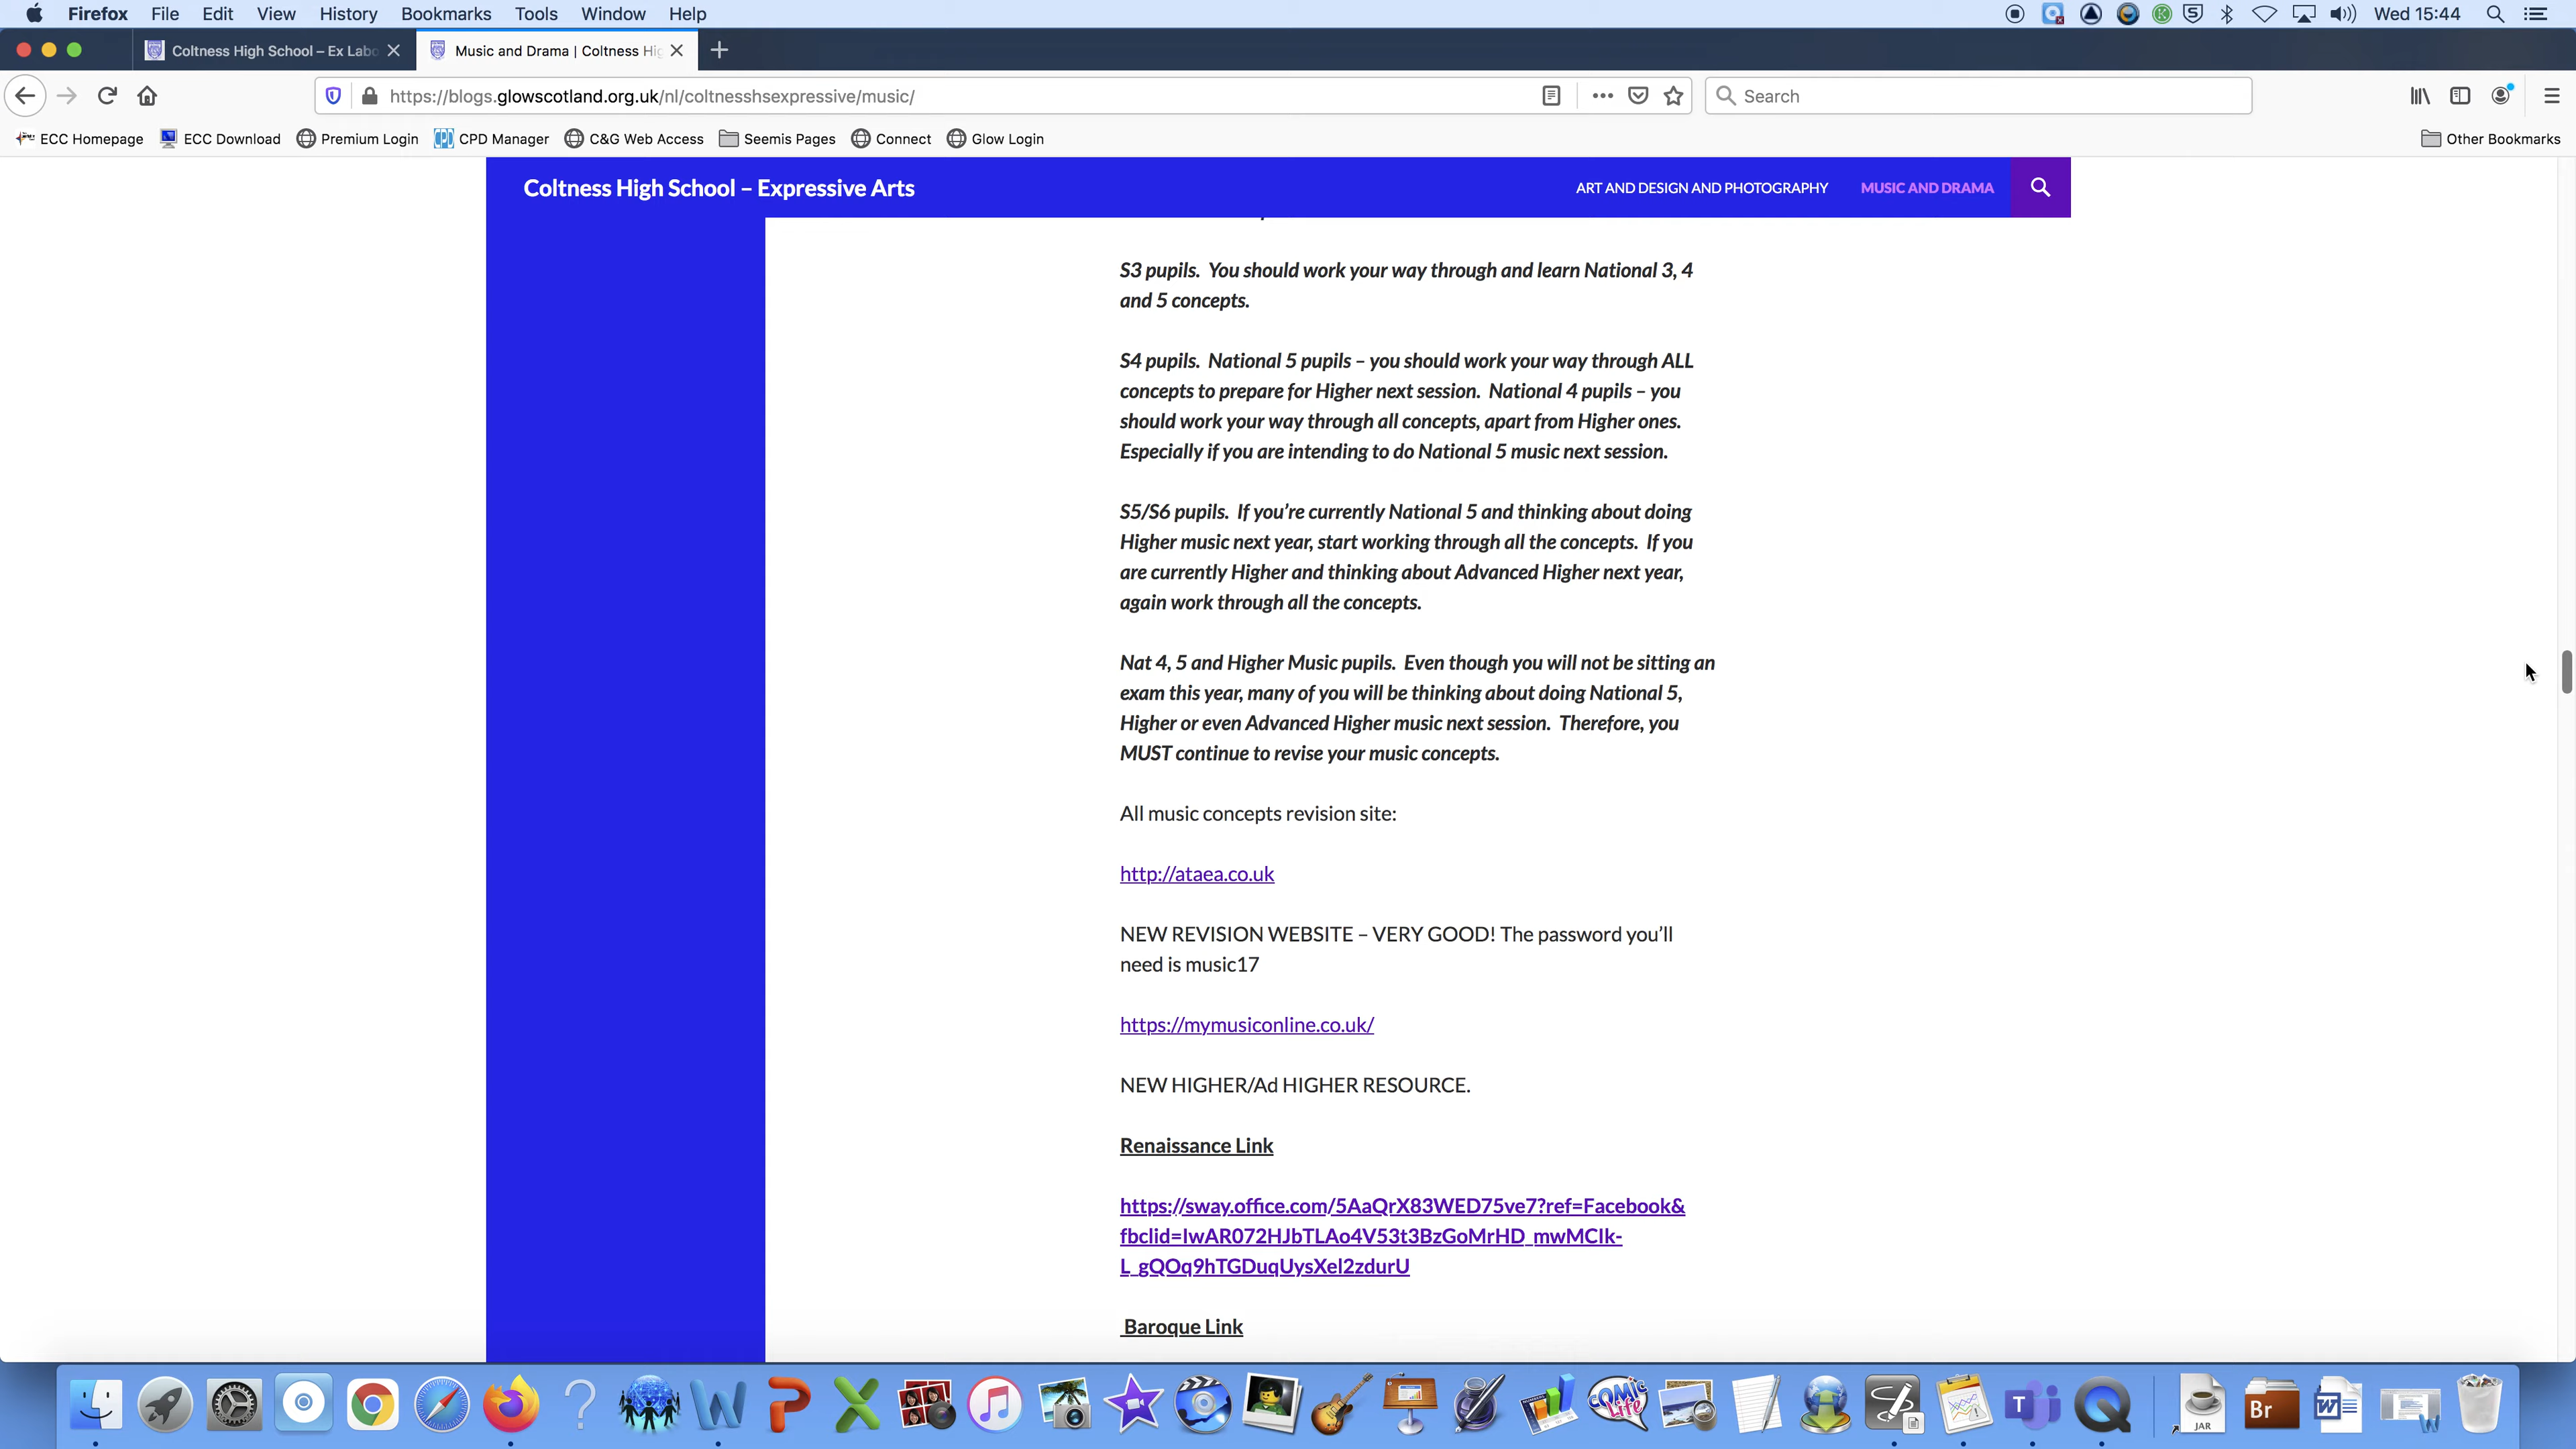 Firefox File Edit View History Bookmarks Tools Window Help Wed 15:44
Coltness High School – Ex Labo Music and Drama | Coltness Hig
https://blogs.glowscotland.org.uk/nl/coltnesshsexpressive/music/ Search
ECC Homepage ECC Download Premium Login CPD Manager C&G Web Access Seemis Pages Connect Glow Login Other Bookmarks
Coltness High School – Expressive Arts ART AND DESIGN AND PHOTOGRAPHY MUSIC AND DRAMA
S3 pupils. You should work your way through and learn National 3, 4
and 5 concepts.
S4 pupils. National 5 pupils – you should work your way through ALL
concepts to prepare for Higher next session. National 4 pupils – you
should work your way through all concepts, apart from Higher ones.
Especially if you are intending to do National 5 music next session.
S5/S6 pupils. If you’re currently National 5 and thinking about doing
Higher music next year, start working through all the concepts. If you
are currently Higher and thinking about Advanced Higher next year,
again work through all the concepts.
Nat 4, 5 and Higher Music pupils. Even though you will not be sitting an
exam this year, many of you will be thinking about doing National 5,
Higher or even Advanced Higher music next session. Therefore, you
MUST continue to revise your music concepts.
All music concepts revision site:
http://ataea.co.uk
NEW REVISION WEBSITE – VERY GOOD! The password you’ll
need is music17
https://mymusiconline.co.uk/
NEW HIGHER/Ad HIGHER RESOURCE.
Renaissance Link
https://sway.office.com/5AaQrX83WED75ve7?ref=Facebook&
fbclid=IwAR072HJbTLAo4V53t3BzGoMrHD_mwMClk-
L_gQOq9hTGDuqUysXel2zdurU
Baroque Link
COMIC Life JAR Br